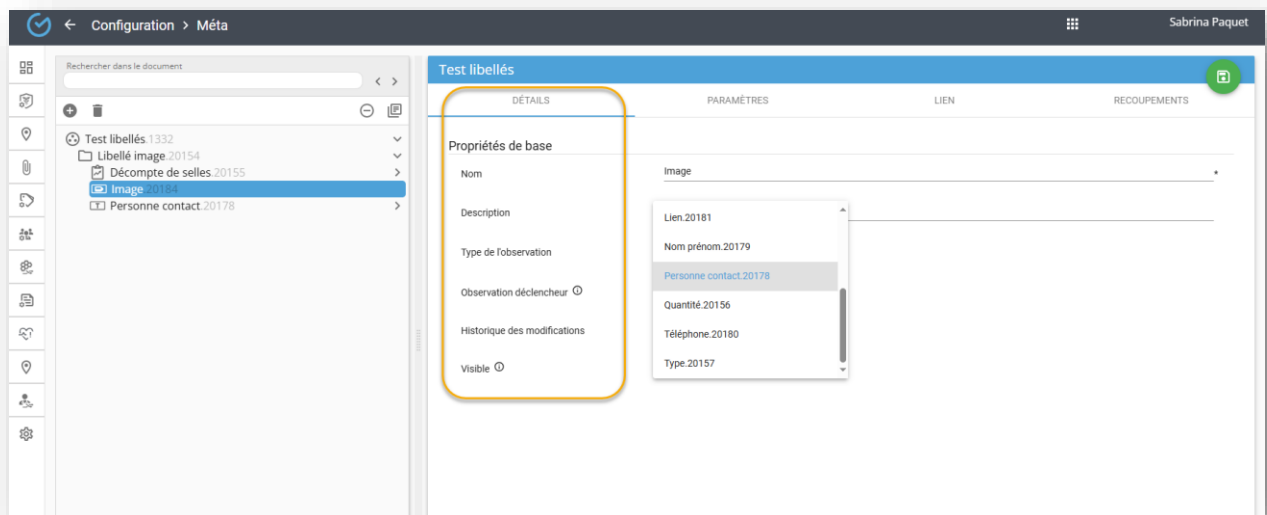 Configuration > Méta
Sabrina Paquet
Rechercher dans le document
Test libellés.1332
Libellé image.20154
Décompte de selles.20155
Image.20184
Personne contact.20178
Test libellés
DÉTAILS
PARAMÈTRES
LIEN
RECOUPEMENTS
Propriétés de base
Nom
Image
*
Description
Type de l'observation
Observation déclencheur
Historique des modifications
Visible
Lien.20181
Nom prénom.20179
Personne contact.20178
Quantité.20156
Téléphone.20180
Type.20157